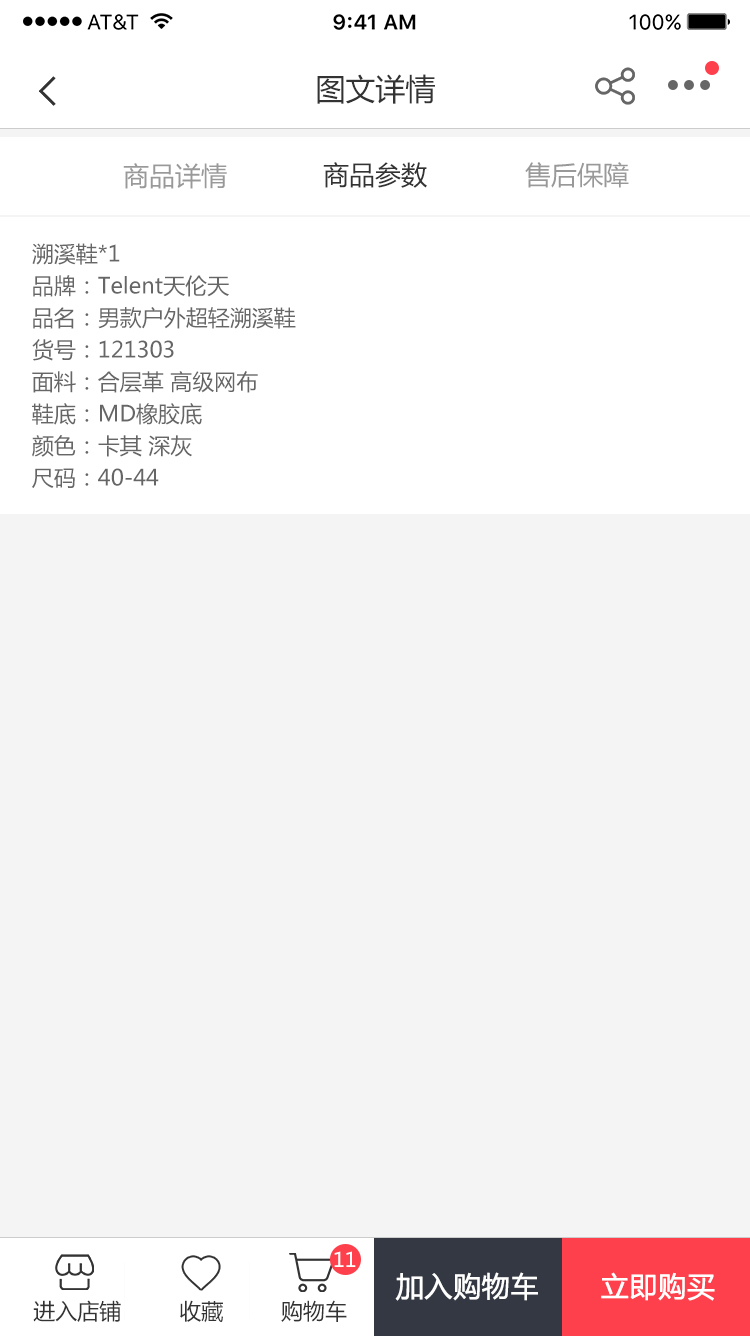 AT&T 9:41 AM 100%
图文详情
商品详情 商品参数 售后保障
溯溪鞋*1
品牌：Telent天伦天
品名：男款户外超轻溯溪鞋
货号：121303
面料：合层革 高级网布
鞋底：MD橡胶底
颜色：卡其 深灰
尺码：40-44
11
进入店铺 收藏 购物车 加入购物车 立即购买